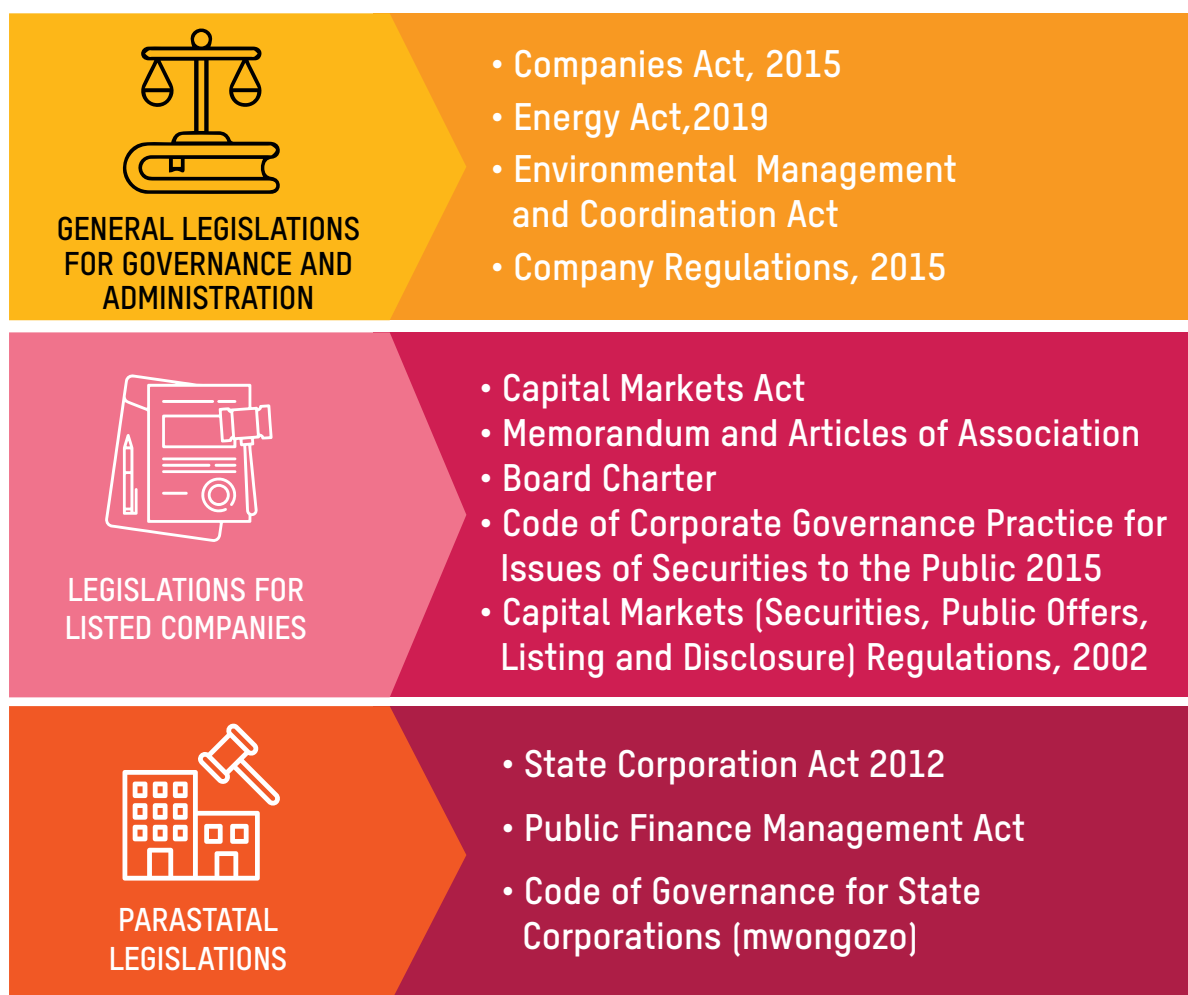 GENERAL LEGISLATIONS
FOR GOVERNANCE AND
ADMINISTRATION
• Companies Act, 2015
• Energy Act,2019
• Environmental Management
and Coordination Act
• Company Regulations, 2015
LEGISLATIONS FOR
LISTED COMPANIES
• Capital Markets Act
• Memorandum and Articles of Association
• Board Charter
• Code of Corporate Governance Practice for
Issues of Securities to the Public 2015
• Capital Markets (Securities, Public Offers,
Listing and Disclosure) Regulations, 2002
PARASTATAL
LEGISLATIONS
• State Corporation Act 2012
• Public Finance Management Act
• Code of Governance for State
Corporations (mwongozo)